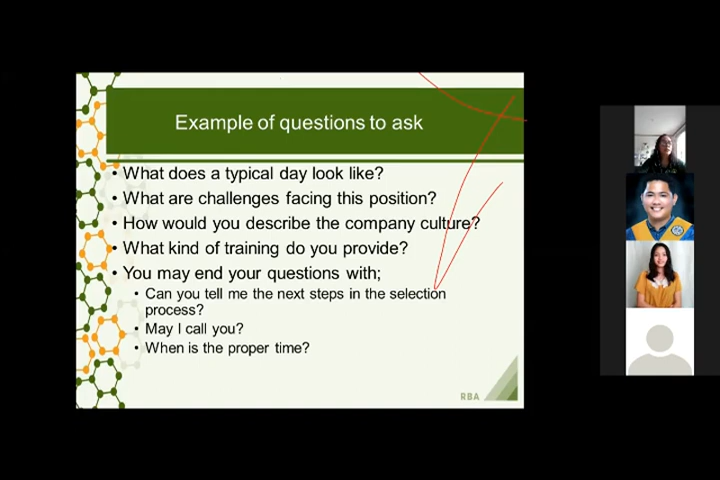 Example of questions to ask
• What does a typical day look like?
• What are challenges facing this position?
• How would you describe the company culture?
• What kind of training do you provide?
• You may end your questions with;
• Can you tell me the next steps in the selection
process?
• May I call you?
• When is the proper time?
RBA